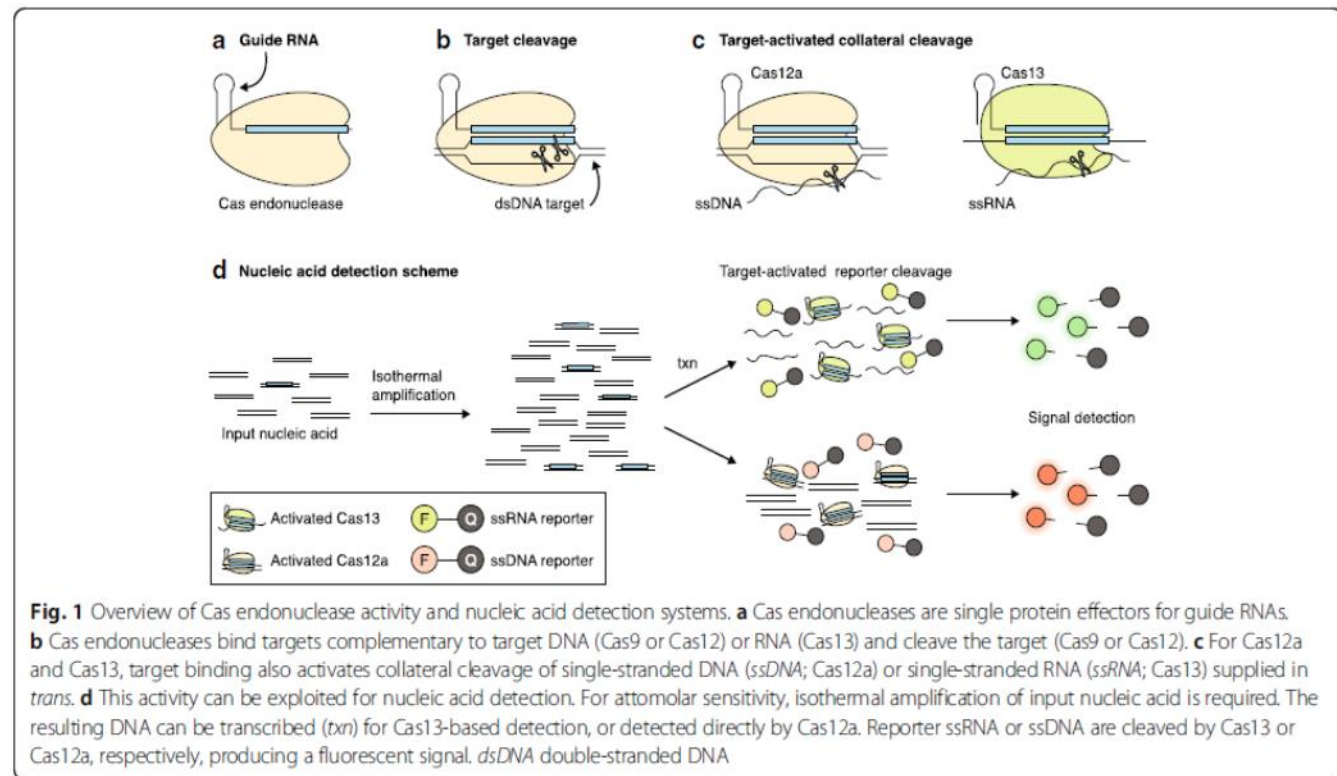 a Guide RNA
b Target cleavage
c Target-activated collateral cleavage
Cas12a
Cas13
Cas endonuclease
dsDNA target
ssDNA
ssRNA
d Nucleic acid detection scheme
Target-activated reporter cleavage
Isothermal
amplification
txn
Input nucleic acid
Signal detection
Activated Cas13
F Q ssRNA reporter
Activated Cas12a
F Q ssDNA reporter
Fig. 1 Overview of Cas endonuclease activity and nucleic acid detection systems. a Cas endonucleases are single protein effectors for guide RNAs.
b Cas endonucleases bind targets complementary to target DNA (Cas9 or Cas12) or RNA (Cas13) and cleave the target (Cas9 or Cas12). c For Cas12a
and Cas13, target binding also activates collateral cleavage of single-stranded DNA (ssDNA; Cas12a) or single-stranded RNA (ssRNA; Cas13) supplied in
trans. d This activity can be exploited for nucleic acid detection. For attomolar sensitivity, isothermal amplification of input nucleic acid is required. The
resulting DNA can be transcribed (txn) for Cas13-based detection, or detected directly by Cas12a. Reporter ssRNA or ssDNA are cleaved by Cas13 or
Cas12a, respectively, producing a fluorescent signal. dsDNA double-stranded DNA